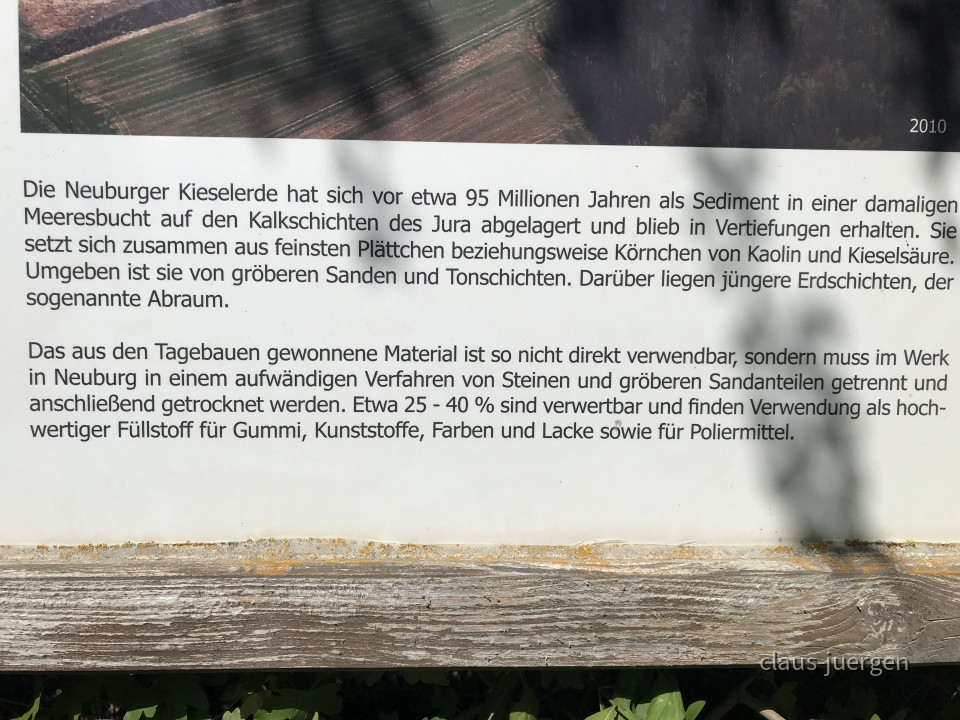 2010
Die Neuburger Kieselerde hat sich vor etwa 95 Millionen Jahren als Sediment in einer damaligen
Meeresbucht auf den Kalkschichten des Jura abgelagert und blieb in Vertiefungen erhalten. Sie
setzt sich zusammen aus feinsten Plättchen beziehungsweise Körnchen von Kaolin und Kieselsäure.
Umgeben ist sie von gröberen Sanden und Tonschichten. Darüber liegen jüngere Erdschichten, der
sogenannte Abraum.
Das aus den Tagebauen gewonnene Material ist so nicht direkt verwendbar, sondern muss im Werk
in Neuburg in einem aufwändigen Verfahren von Steinen und gröberen Sandanteilen getrennt und
anschließend getrocknet werden. Etwa 25 - 40 % sind verwertbar und finden Verwendung als hoch-
wertiger Füllstoff für Gummi, Kunststoffe, Farben und Lacke sowie für Poliermittel.
claus-juergen